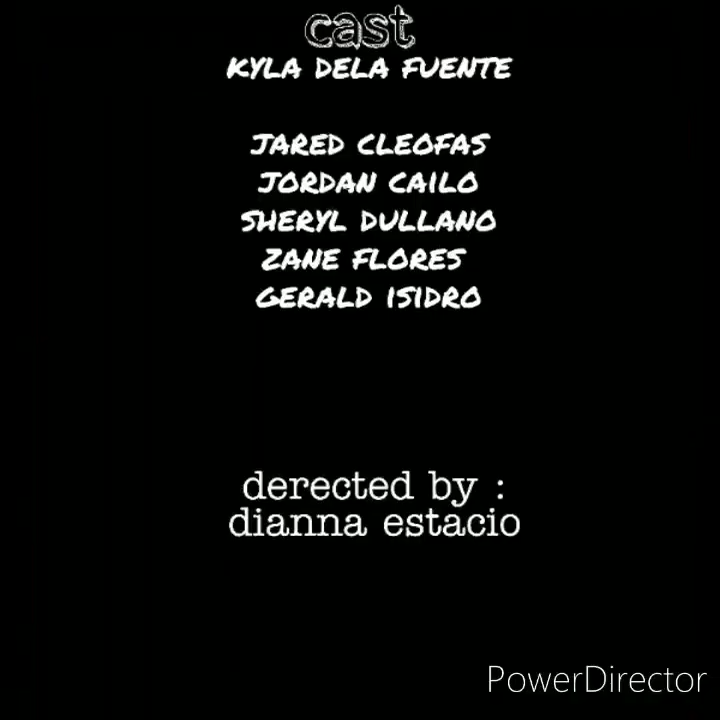 cast
KYLA DELA FUENTE
JARED CLEOFAS
JORDAN CAILO
SHERYL DULLANO
ZANE FLORES
GERALD ISIDRO
derected by :
dianna estacio
PowerDirector